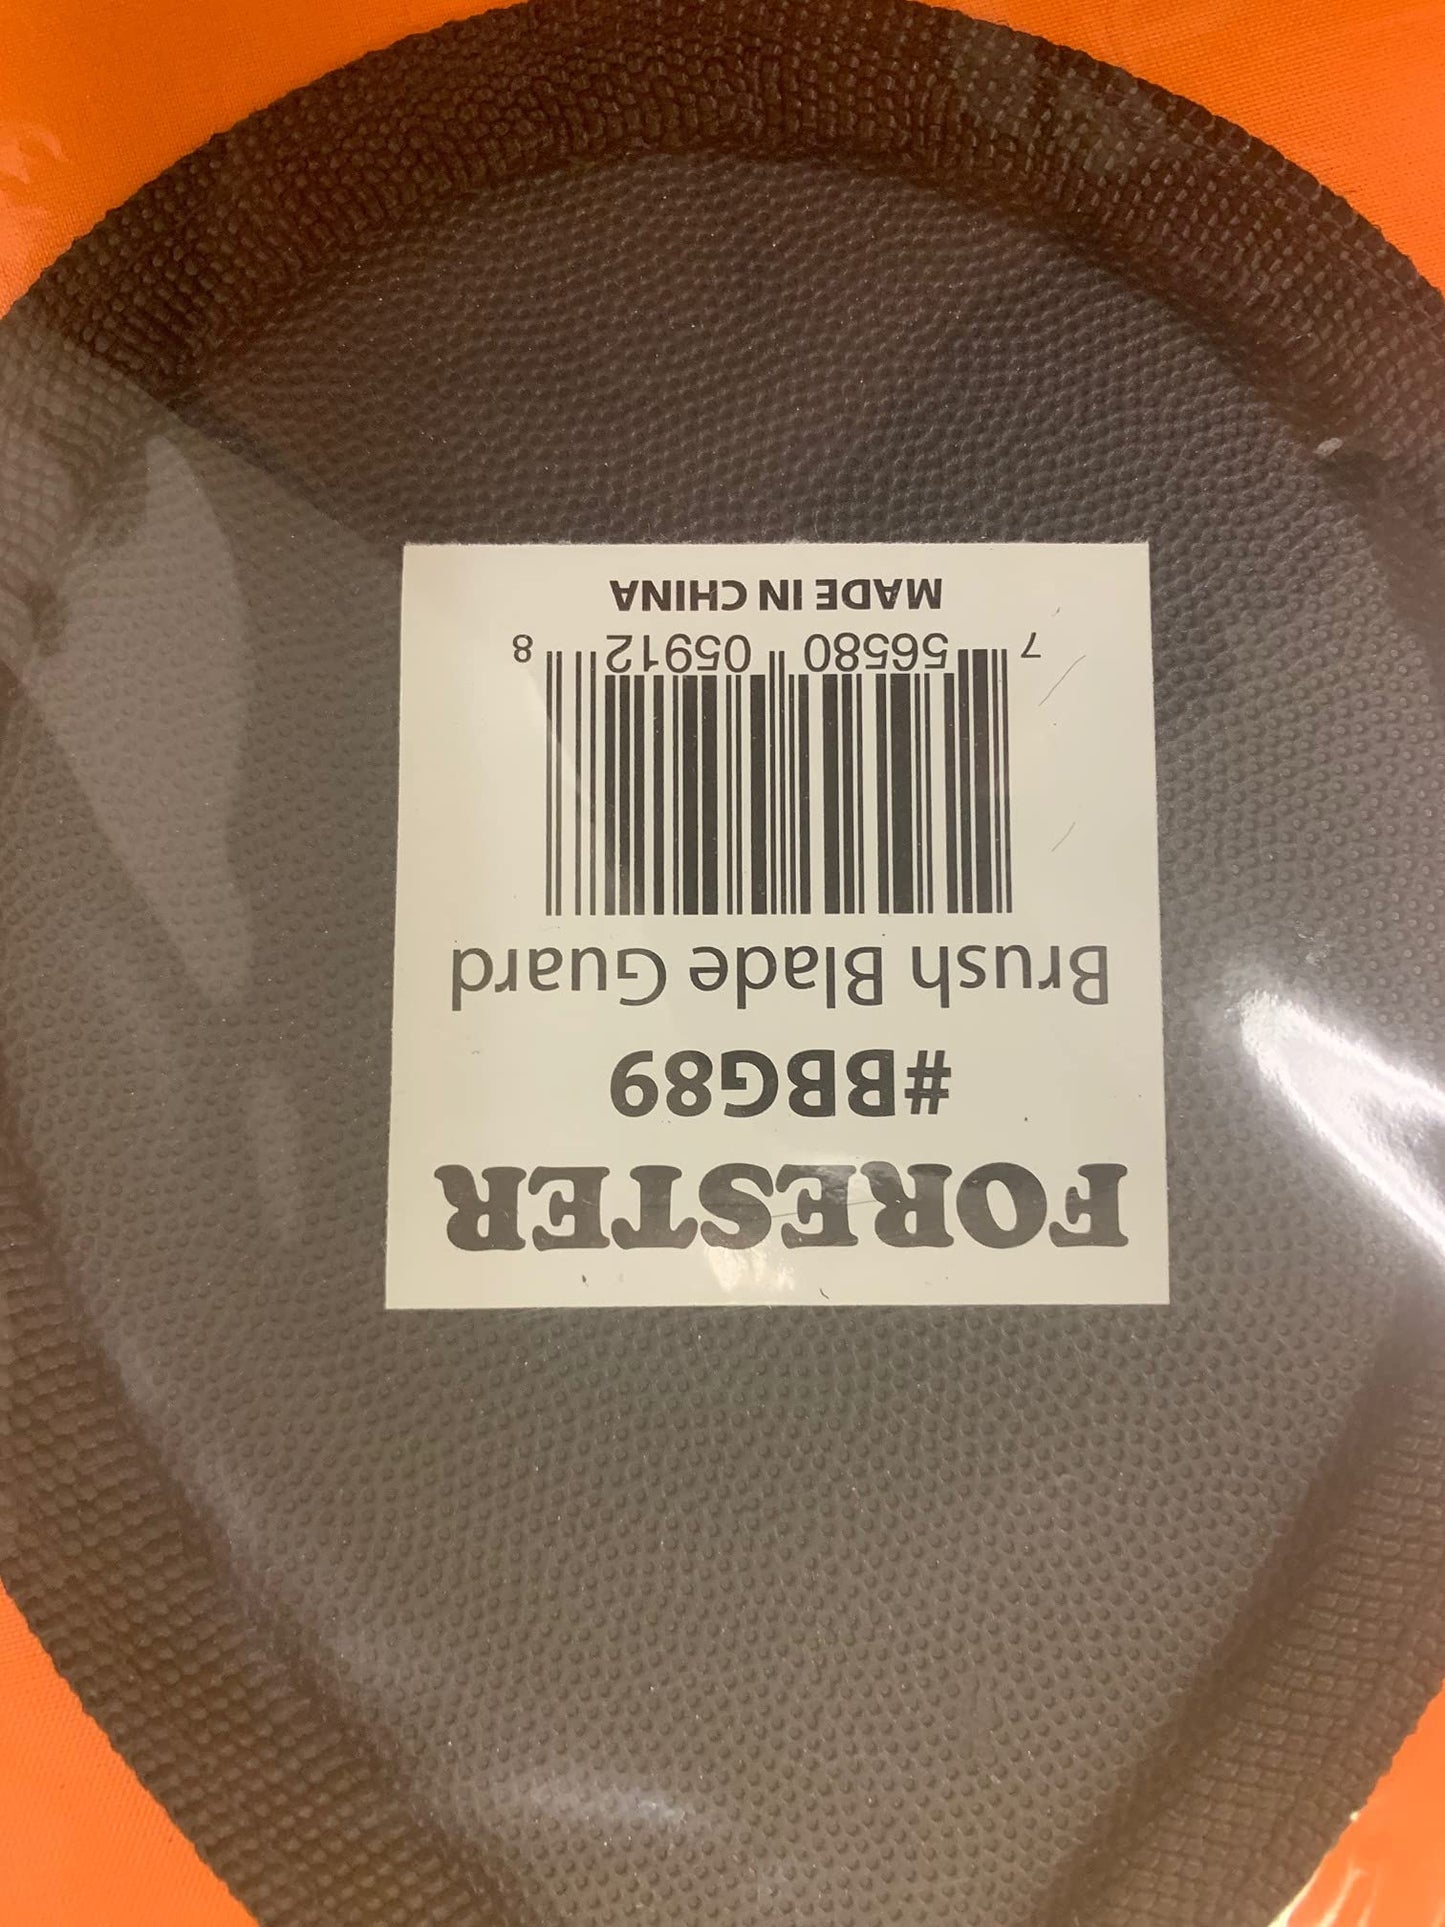 FORESTER
#BBG89
Brush Blade Guard
7 56580 05912 8
MADE IN CHINA